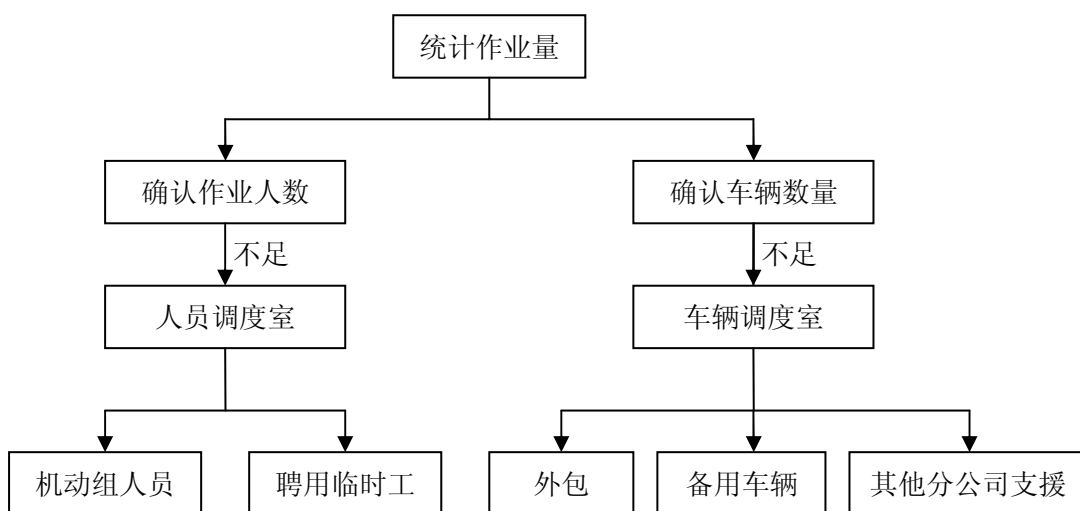 统计作业量
确认作业人数
确认车辆数量
不足
不足
人员调度室
车辆调度室
机动组人员
聘用临时工
外包
备用车辆
其他分公司支援